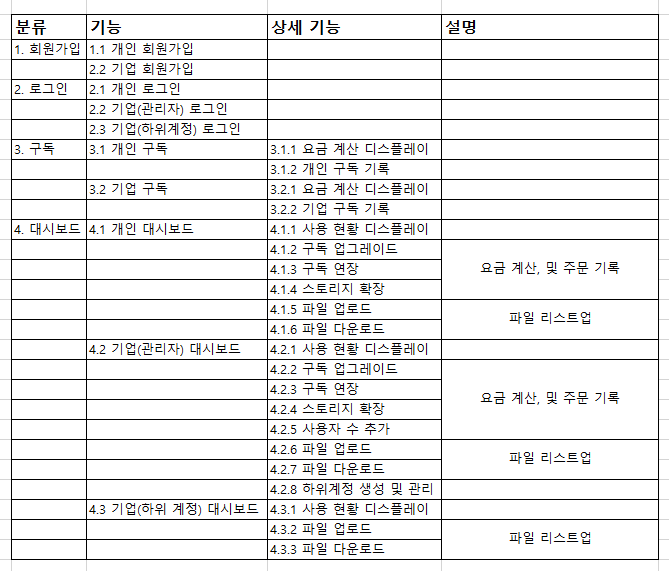 분류 기능 상세 기능 설명
1. 회원가입 1.1 개인 회원가입
2.2 기업 회원가입
2. 로그인 2.1 개인 로그인
2.2 기업(관리자) 로그인
2.3 기업(하위계정) 로그인
3. 구독 3.1 개인 구독 3.1.1 요금 계산 디스플레이
3.1.2 개인 구독 기록
3.2 기업 구독 3.2.1 요금 계산 디스플레이
3.2.2 기업 구독 기록
4. 대시보드 4.1 개인 대시보드 4.1.1 사용 현황 디스플레이
4.1.2 구독 업그레이드
4.1.3 구독 연장 요금 계산, 및 주문 기록
4.1.4 스토리지 확장
4.1.5 파일 업로드 파일 리스트업
4.1.6 파일 다운로드
4.2 기업(관리자) 대시보드 4.2.1 사용 현황 디스플레이
4.2.2 구독 업그레이드
4.2.3 구독 연장 요금 계산, 및 주문 기록
4.2.4 스토리지 확장
4.2.5 사용자 수 추가
4.2.6 파일 업로드 파일 리스트업
4.2.7 파일 다운로드
4.2.8 하위계정 생성 및 관리
4.3 기업(하위 계정) 대시보드 4.3.1 사용 현황 디스플레이
4.3.2 파일 업로드 파일 리스트업
4.3.3 파일 다운로드